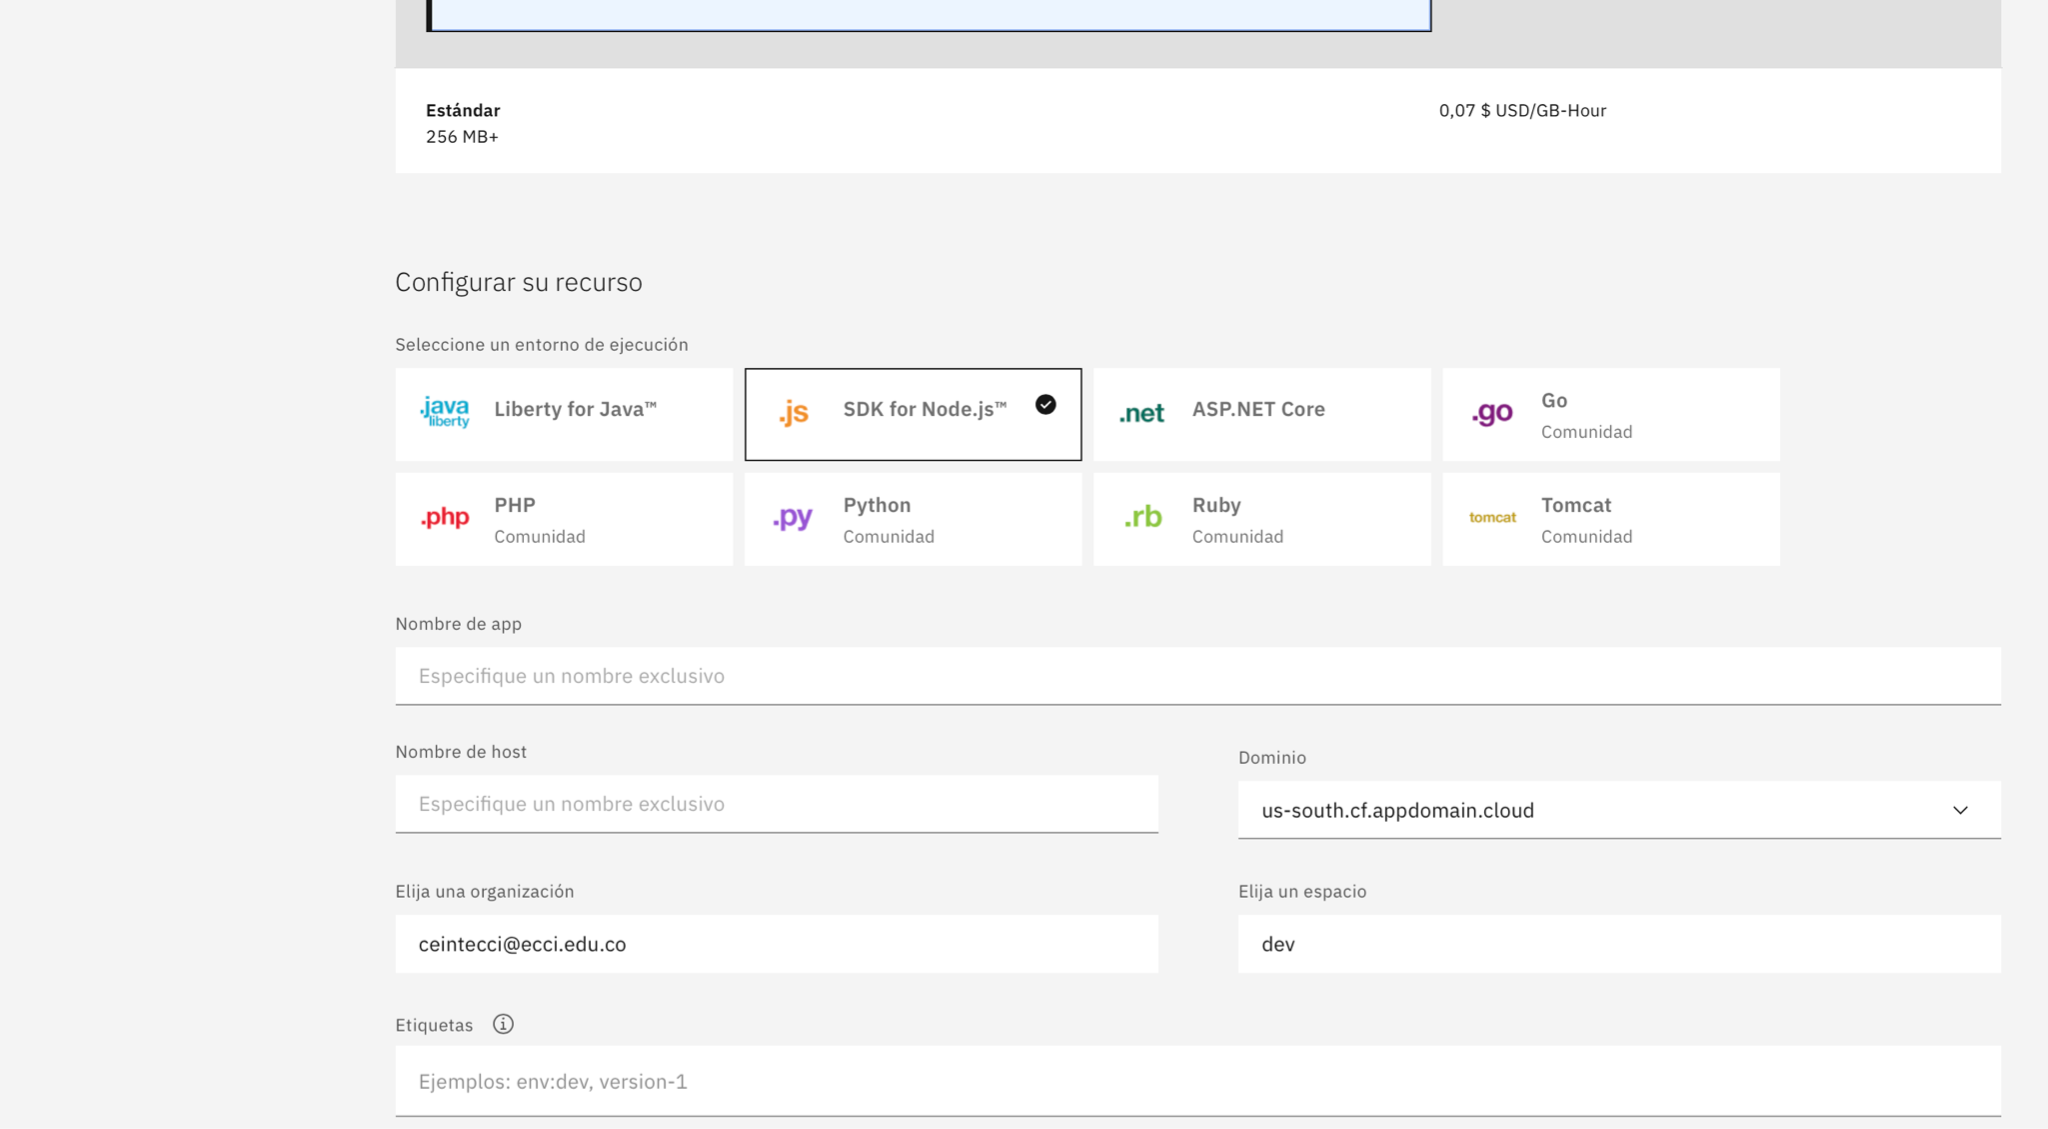 Estándar
256 MB+
0,07 $ USD/GB-Hour
Configurar su recurso
Seleccione un entorno de ejecución
.java
liberty
Liberty for Java™
.js
SDK for Node.js™
.net
ASP.NET Core
.go
Go
Comunidad
.php
PHP
Comunidad
.py
Python
Comunidad
.rb
Ruby
Comunidad
tomcat
Tomcat
Comunidad
Nombre de app
Especifique un nombre exclusivo
Nombre de host
Especifique un nombre exclusivo
Dominio
us-south.cf.appdomain.cloud
Elija una organización
ceintecci@ecci.edu.co
Elija un espacio
dev
Etiquetas
Ejemplos: env:dev, version-1